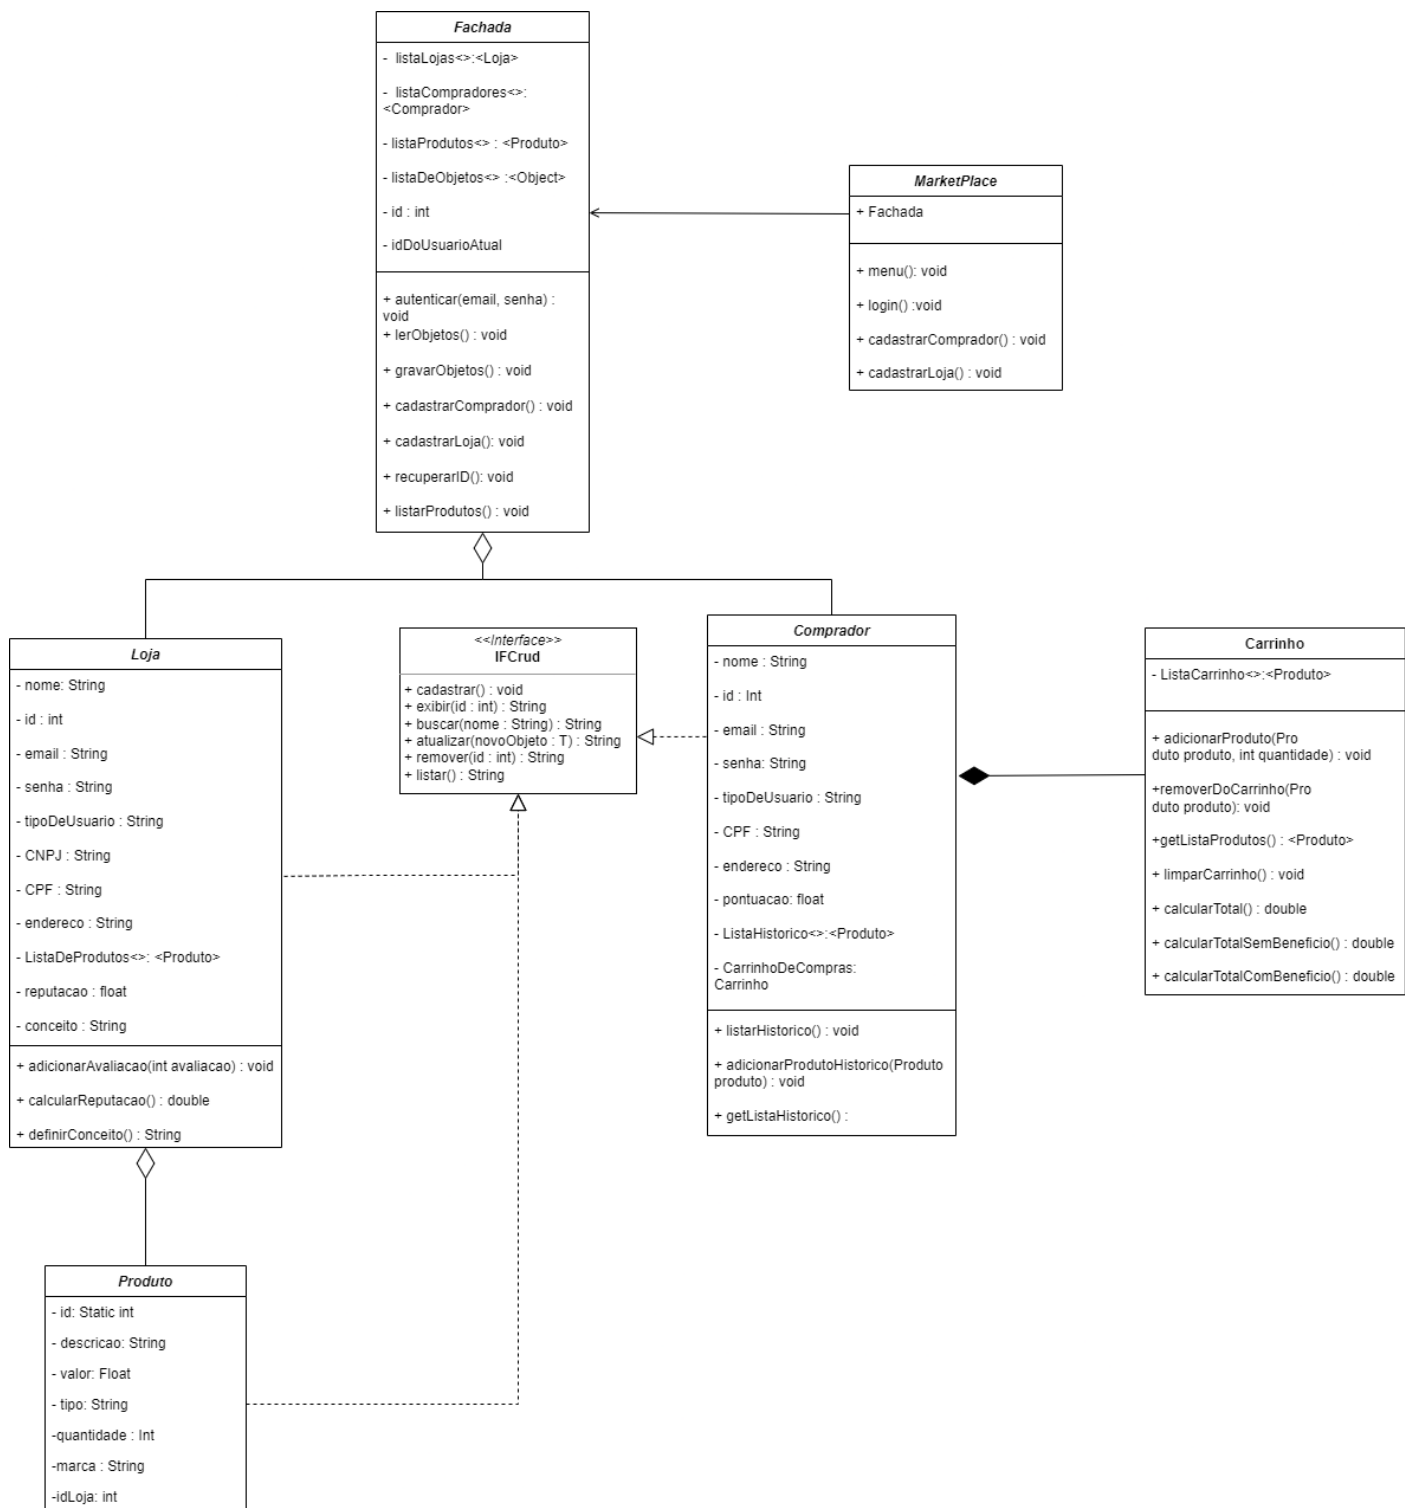 Fachada
- listaLojas<>:<Loja>
- listaCompradores<>:
<Comprador>
- listaProdutos<> : <Produto>
- listaDeObjetos<> :<Object>
- id : int
- idDoUsuarioAtual
+ autenticar(email, senha) :
void
+ lerObjetos() : void
+ gravarObjetos() : void
+ cadastrarComprador() : void
+ cadastrarLoja(): void
+ recuperarID(): void
+ listarProdutos() : void
MarketPlace
+ Fachada
+ menu(): void
+ login() :void
+ cadastrarComprador() : void
+ cadastrarLoja() : void
Loja
- nome: String
- id : int
- email : String
- senha : String
- tipoDeUsuario : String
- CNPJ : String
- CPF : String
- endereco : String
- ListaDeProdutos<>: <Produto>
- reputacao : float
- conceito : String
+ adicionarAvaliacao(int avaliacao) : void
+ calcularReputacao() : double
+ definirConceito() : String
<<Interface>>
IFCrud
+ cadastrar() : void
+ exibir(id : int) : String
+ buscar(nome : String) : String
+ atualizar(novoObjeto : T) : String
+ remover(id : int) : String
+ listar() : String
Comprador
- nome : String
- id : Int
- email : String
- senha: String
- tipoDeUsuario : String
- CPF : String
- endereco : String
- pontuacao: float
- ListaHistorico<>:<Produto>
- CarrinhoDeCompras:
Carrinho
+ listarHistorico() : void
+ adicionarProdutoHistorico(Produto
produto) : void
+ getListaHistorico() :
Carrinho
- ListaCarrinho<>:<Produto>
+ adicionarProduto(Pro
duto produto, int quantidade) : void
+removerDoCarrinho(Pro
duto produto): void
+getListaProdutos() : <Produto>
+ limparCarrinho() : void
+ calcularTotal() : double
+ calcularTotalSemBeneficio() : double
+ calcularTotalComBeneficio() : double
Produto
- id: Static int
- descricao: String
- valor: Float
- tipo: String
-quantidade : Int
-marca : String
-idLoja: int